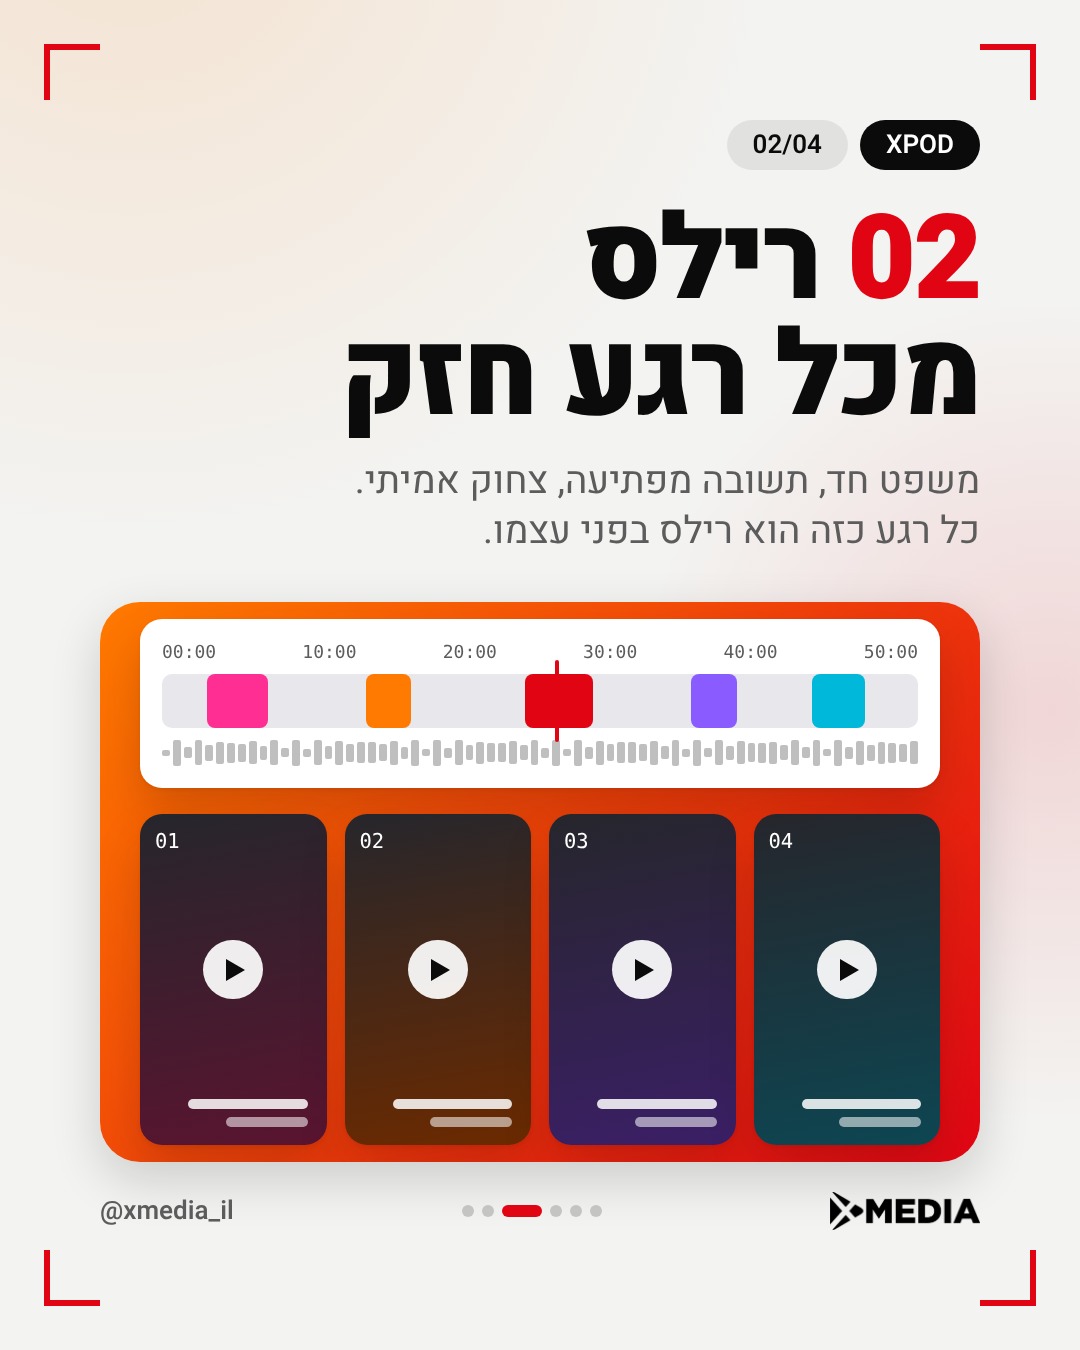 XPOD
02/04
02 רילס
מכל רגע חזק
משפט חד, תשובה מפתיעה, צחוק אמיתי.
כל רגע כזה הוא רילס בפני עצמו.
00:00 10:00 20:00 30:00 40:00 50:00
01 02 03 04
@xmedia_il
XMEDIA